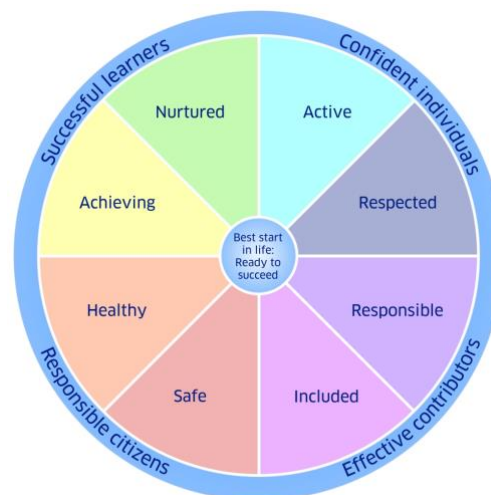 Successful learners
Confident individuals
Nurtured
Active
Achieving
Respected
Best start
in life:
Ready to
succeed
Healthy
Responsible
Safe
Included
Responsible citizens
Effective contributors